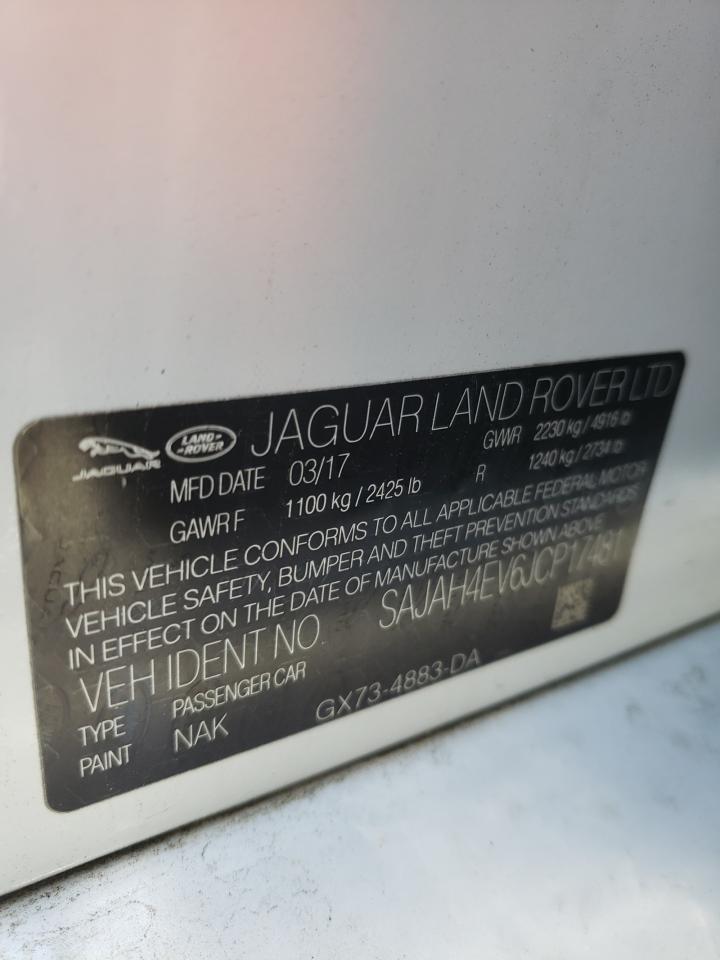 JAGUAR
LAND ROVER
JAGUAR LAND ROVER LTD
MFD DATE 03/17 GVWR 2230 kg / 4916 lb
GAWR F 1100 kg / 2425 lb R 1240 kg / 2734 lb
THIS VEHICLE CONFORMS TO ALL APPLICABLE FEDERAL MOTOR
VEHICLE SAFETY, BUMPER AND THEFT PREVENTION STANDARDS
IN EFFECT ON THE DATE OF MANUFACTURE SHOWN ABOVE
VEH IDENT NO. SAJAH4EV6JCP17481
TYPE PASSENGER CAR
PAINT NAK GX73-4883-DA